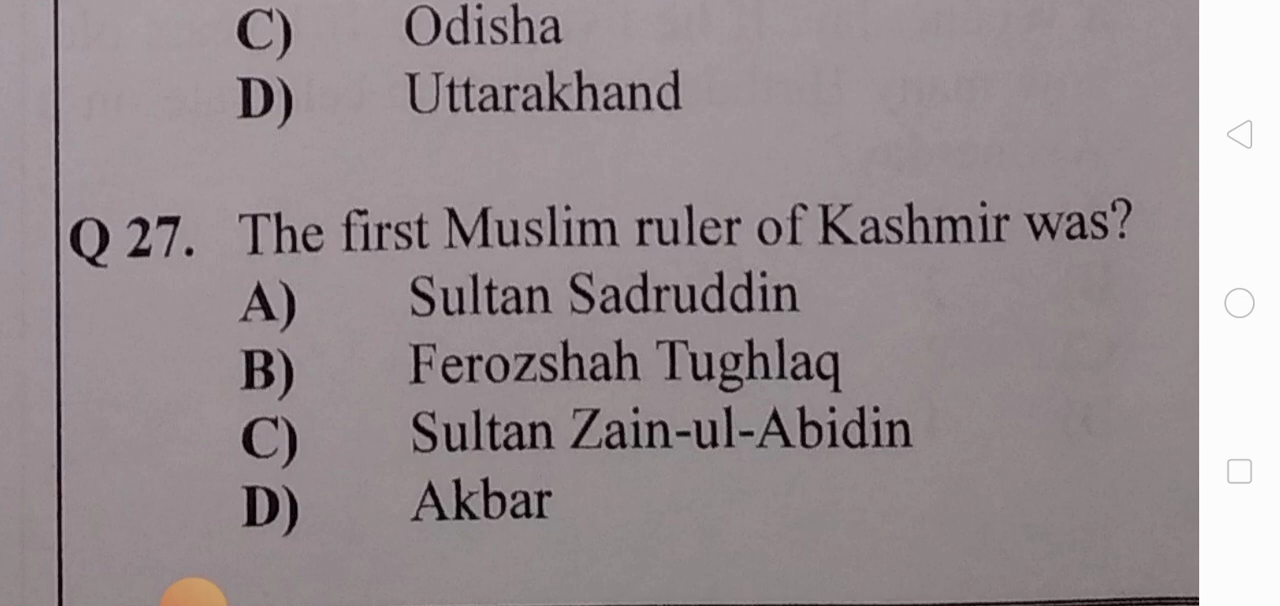 C) Odisha
D) Uttarakhand
Q 27. The first Muslim ruler of Kashmir was?
A) Sultan Sadruddin
B) Ferozshah Tughlaq
C) Sultan Zain-ul-Abidin
D) Akbar